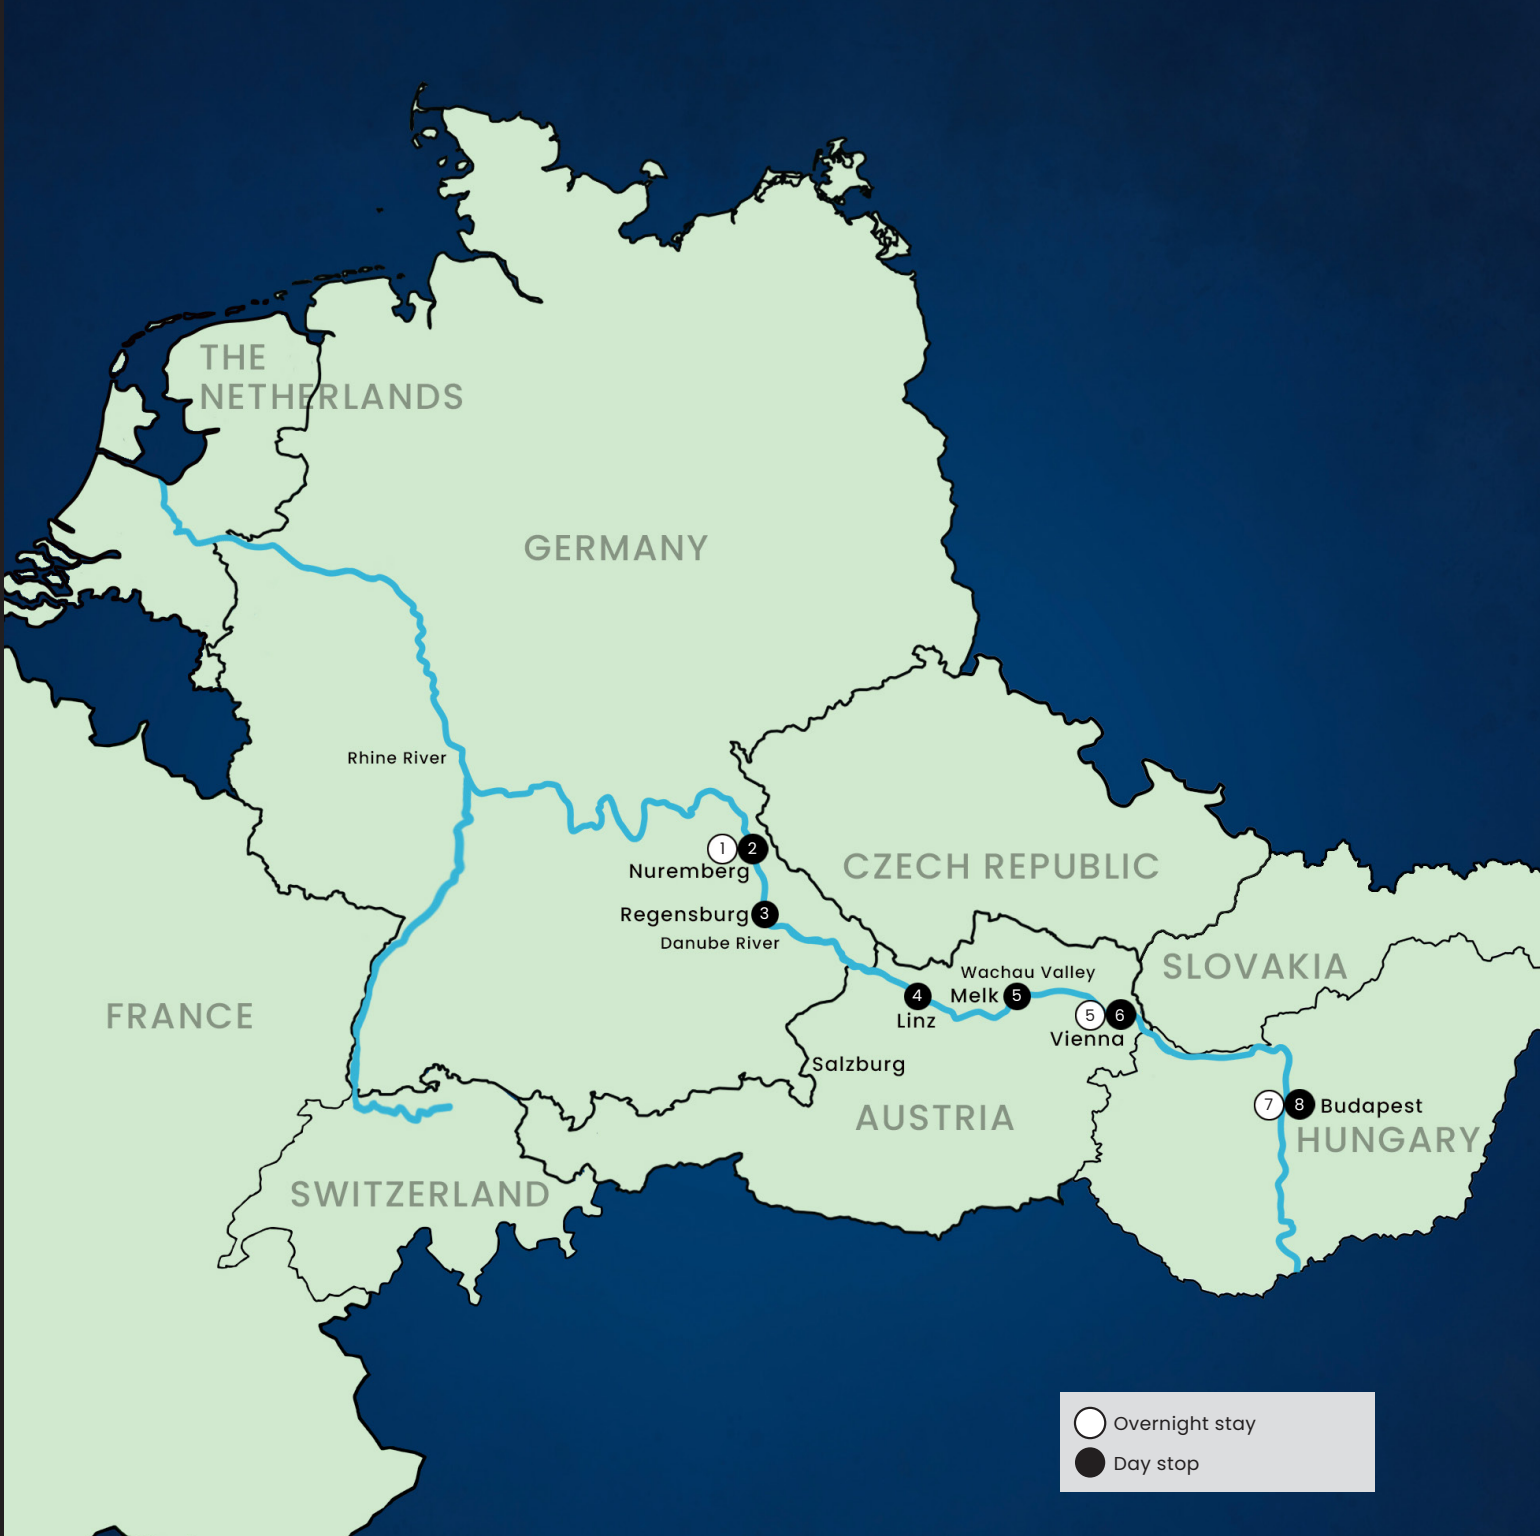 THE
NETHERLANDS
GERMANY
Rhine River
1 2
Nuremberg
CZECH REPUBLIC
Regensburg 3
Danube River
SLOVAKIA
Wachau Valley
4 Melk 5
Linz
5 6
Vienna
FRANCE
Salzburg
AUSTRIA
7 8 Budapest
HUNGARY
SWITZERLAND
Overnight stay
Day stop